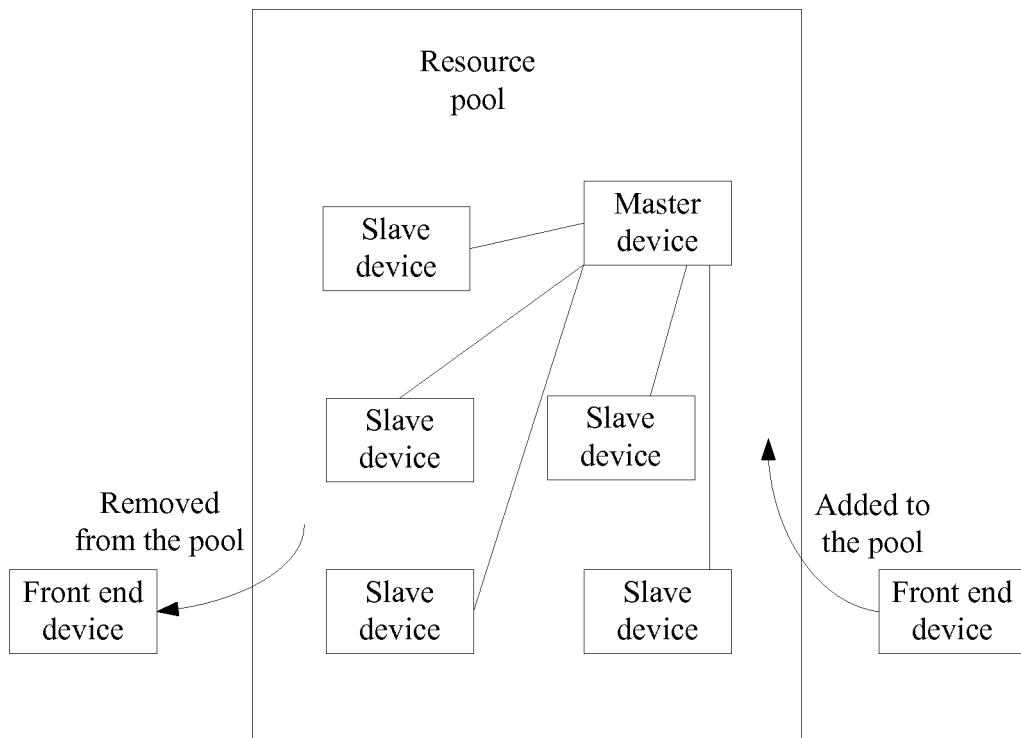 Resource
pool
Master
device
Slave
device
Slave
device
Slave
device
Removed
from the pool
Added to
the pool
Front end
device
Slave
device
Slave
device
Front end
device